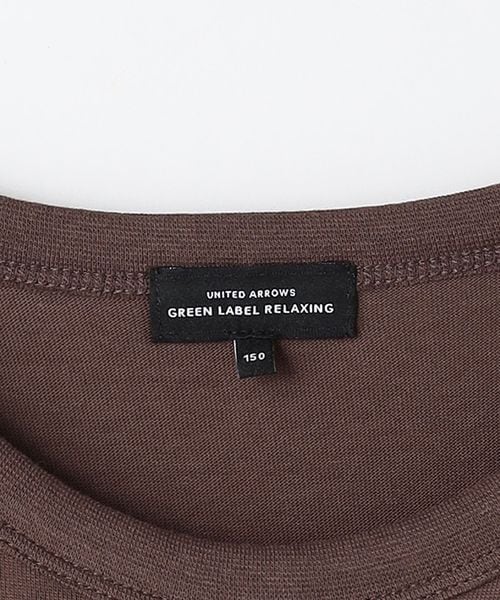 UNITED ARROWS
GREEN LABEL RELAXING
150